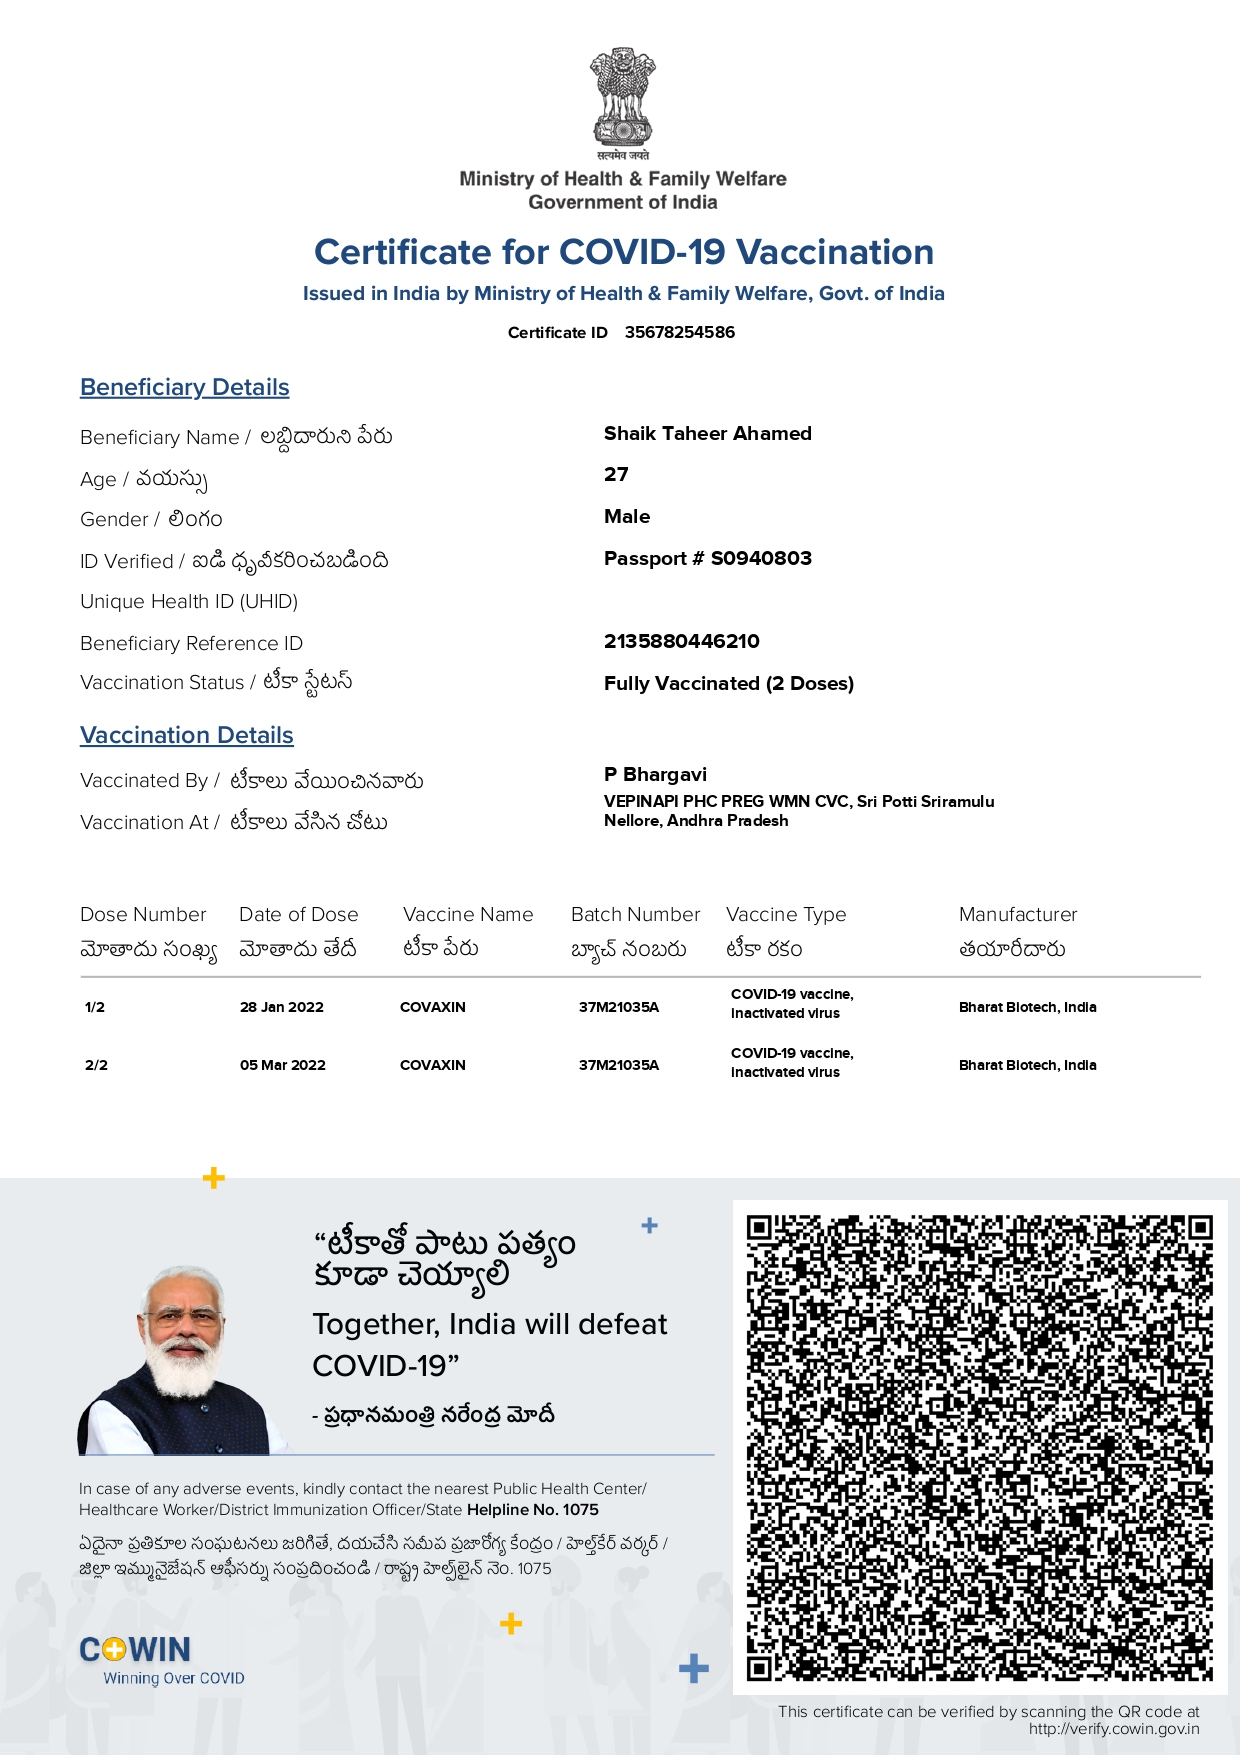 सत्यमेव जयते
Ministry of Health & Family Welfare
Government of India
Certificate for COVID-19 Vaccination
Issued in India by Ministry of Health & Family Welfare, Govt. of India
Certificate ID 35678254586
Beneficiary Details
Beneficiary Name / లబ్దిదారుని పేరు Shaik Taheer Ahamed
Age / వయస్సు 27
Gender / లింగం Male
ID Verified / ఐడి ధృవీకరించబడింది Passport # S0940803
Unique Health ID (UHID)
Beneficiary Reference ID 2135880446210
Vaccination Status / టీకా స్టేటస్ Fully Vaccinated (2 Doses)
Vaccination Details
Vaccinated By / టీకాలు వేయించినవారు P Bhargavi
Vaccination At / టీకాలు వేసిన చోటు VEPINAPI PHC PREG WMN CVC, Sri Potti Sriramulu
Nellore, Andhra Pradesh
Dose Number Date of Dose Vaccine Name Batch Number Vaccine Type Manufacturer
మోతాదు సంఖ్య మోతాదు తేదీ టీకా పేరు బ్యాచ్ నంబరు టీకా రకం తయారీదారు
1/2 28 Jan 2022 COVAXIN 37M21035A COVID-19 vaccine, inactivated virus Bharat Biotech, India
2/2 05 Mar 2022 COVAXIN 37M21035A COVID-19 vaccine, inactivated virus Bharat Biotech, India
“టీకాతో పాటు పత్యం
కూడా చెయ్యాలి
Together, India will defeat
COVID-19”
- ప్రధానమంత్రి నరేంద్ర మోదీ
In case of any adverse events, kindly contact the nearest Public Health Center/
Healthcare Worker/District Immunization Officer/State Helpline No. 1075
ఏదైనా ప్రతికూల సంఘటనలు జరిగితే, దయచేసి సమీప ప్రజారోగ్య కేంద్రం / హెల్త్‌కేర్ వర్కర్ /
జిల్లా ఇమ్మునైజేషన్ ఆఫీసర్ను సంప్రదించండి / రాష్ట్ర హెల్ప్‌లైన్ నెం. 1075
COWIN
Winning Over COVID
This certificate can be verified by scanning the QR code at
http://verify.cowin.gov.in